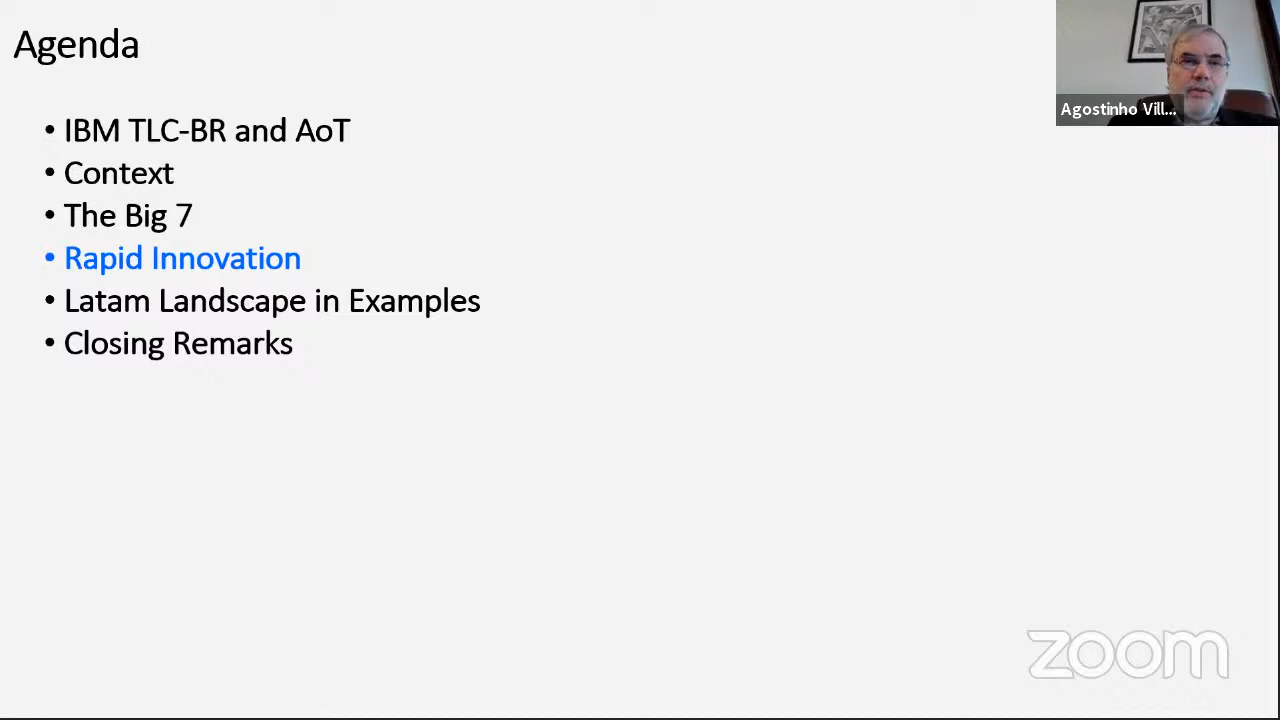 Agenda
• IBM TLC-BR and AoT
• Context
• The Big 7
• Rapid Innovation
• Latam Landscape in Examples
• Closing Remarks
Agostinho Vill...
zoom